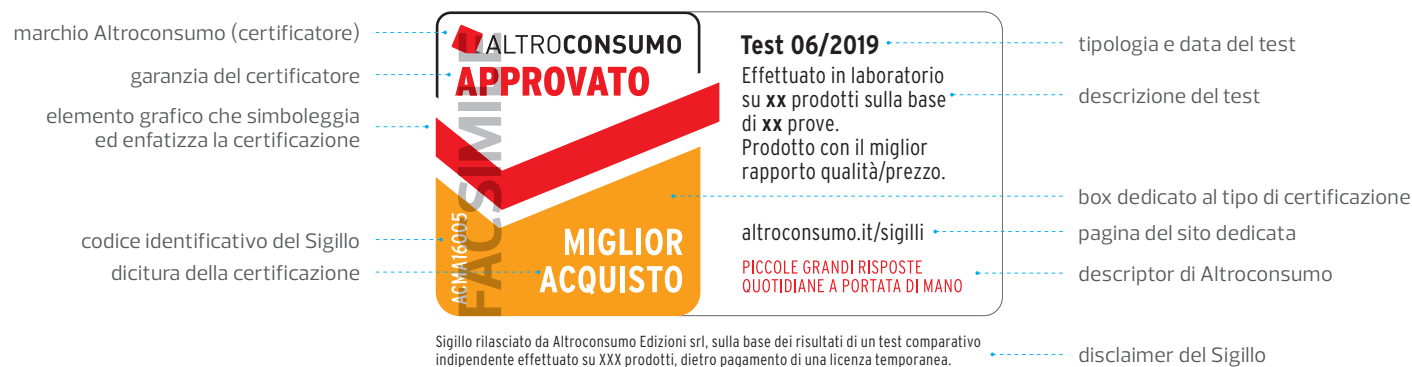 marchio Altroconsumo (certificatore)
garanzia del certificatore
elemento grafico che simboleggia
ed enfatizza la certificazione
codice identificativo del Sigillo
dicitura della certificazione
ALTROCONSUMO
APPROVATO
FACSIMILE
ACMA16005
MIGLIOR
ACQUISTO
Test 06/2019
Effettuato in laboratorio
su xx prodotti sulla base
di xx prove.
Prodotto con il miglior
rapporto qualità/prezzo.
altroconsumo.it/sigilli
PICCOLE GRANDI RISPOSTE
QUOTIDIANE A PORTATA DI MANO
Sigillo rilasciato da Altroconsumo Edizioni srl, sulla base dei risultati di un test comparativo
indipendente effettuato su XXX prodotti, dietro pagamento di una licenza temporanea.
tipologia e data del test
descrizione del test
box dedicato al tipo di certificazione
pagina del sito dedicata
descriptor di Altroconsumo
disclaimer del Sigillo